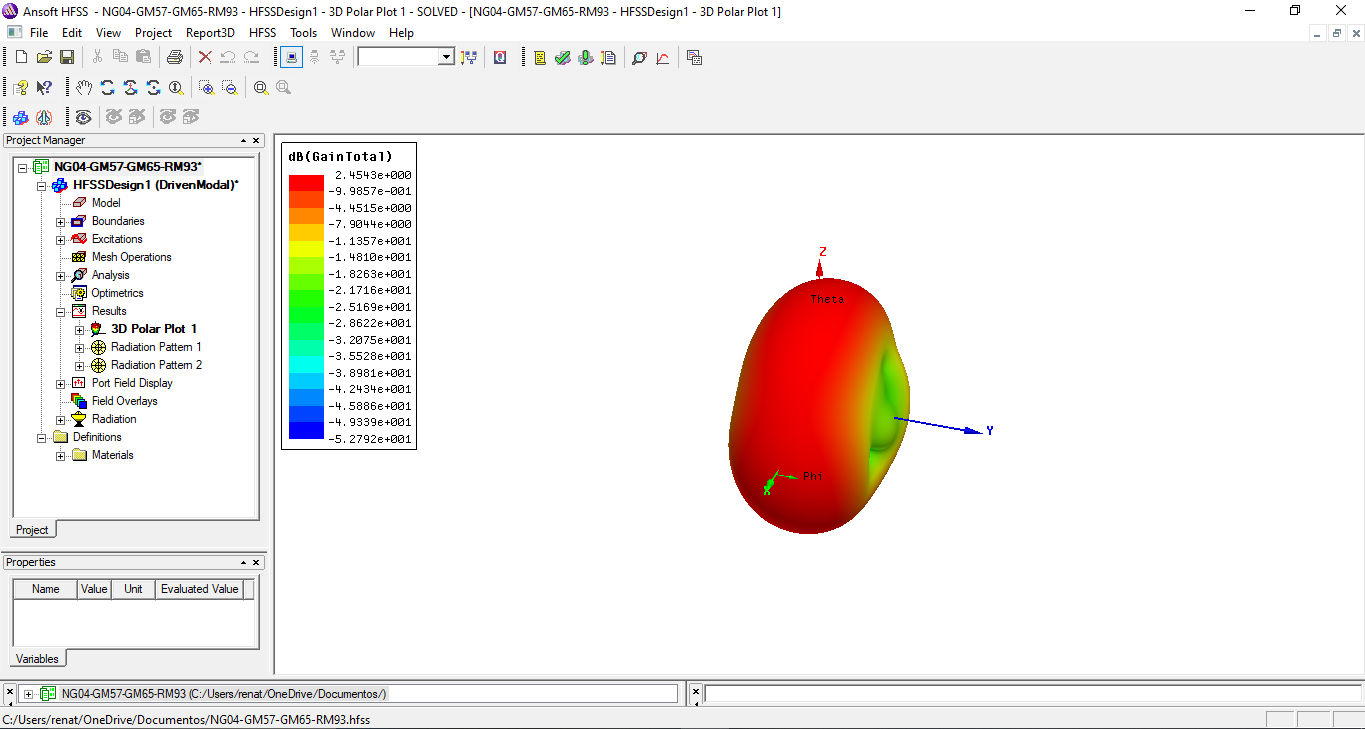 Ansoft HFSS - NG04-GM57-GM65-RM93 - HFSSDesign1 - 3D Polar Plot 1 - SOLVED - [NG04-GM57-GM65-RM93 - HFSSDesign1 - 3D Polar Plot 1]
File Edit View Project Report3D HFSS Tools Window Help
Project Manager
NG04-GM57-GM65-RM93*
HFSSDesign1 (DrivenModal)*
Model
Boundaries
Excitations
Mesh Operations
Analysis
Optimetrics
Results
3D Polar Plot 1
Radiation Pattern 1
Radiation Pattern 2
Port Field Display
Field Overlays
Radiation
Definitions
Materials
Project
Properties
Name Value Unit Evaluated Value
Variables
dB(GainTotal)
2.4543e+000
-9.9857e-001
-4.4515e+000
-7.9044e+000
-1.1357e+001
-1.4810e+001
-1.8263e+001
-2.1716e+001
-2.5169e+001
-2.8622e+001
-3.2075e+001
-3.5528e+001
-3.8981e+001
-4.2434e+001
-4.5886e+001
-4.9339e+001
-5.2792e+001
Z
Theta
Y
Phi
X
NG04-GM57-GM65-RM93 (C:/Users/renat/OneDrive/Documentos/)
C:/Users/renat/OneDrive/Documentos/NG04-GM57-GM65-RM93.hfss